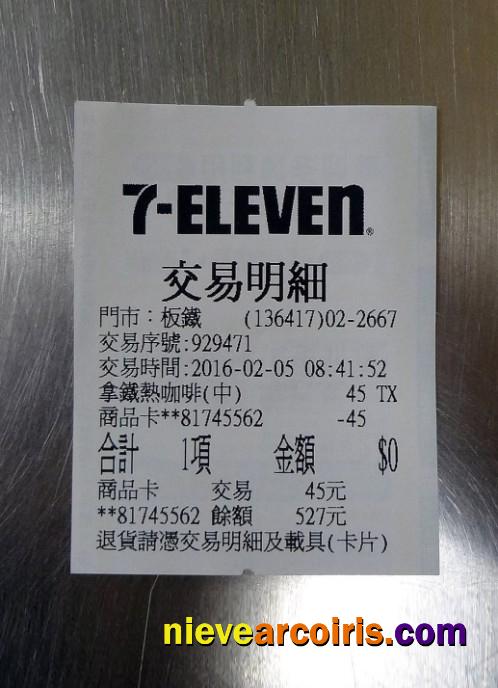 7-ELEVEN®
交易明細
門市：板鐵 (136417)02-2667
交易序號:929471
交易時間:2016-02-05 08:41:52
拿鐵熱咖啡(中) 45 TX
商品卡**81745562 -45
合計 1項 金額 $0
商品卡 交易 45元
**81745562 餘額 527元
退貨請憑交易明細及載具(卡片)
nievearcoiris.com